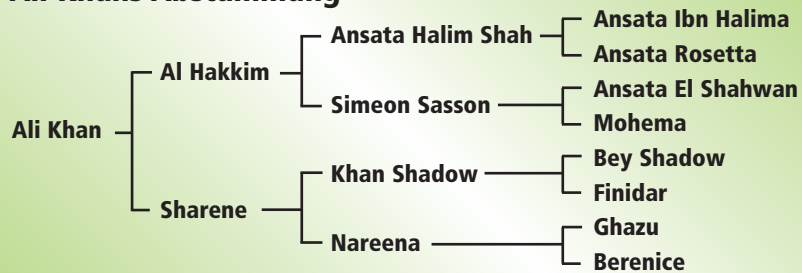 Ansata Ibn Halima
Ansata Halim Shah
Ansata Rosetta
Al Hakkim
Ansata El Shahwan
Simeon Sasson
Mohema
Ali Khan
Bey Shadow
Khan Shadow
Finidar
Sharene
Ghazu
Nareena
Berenice